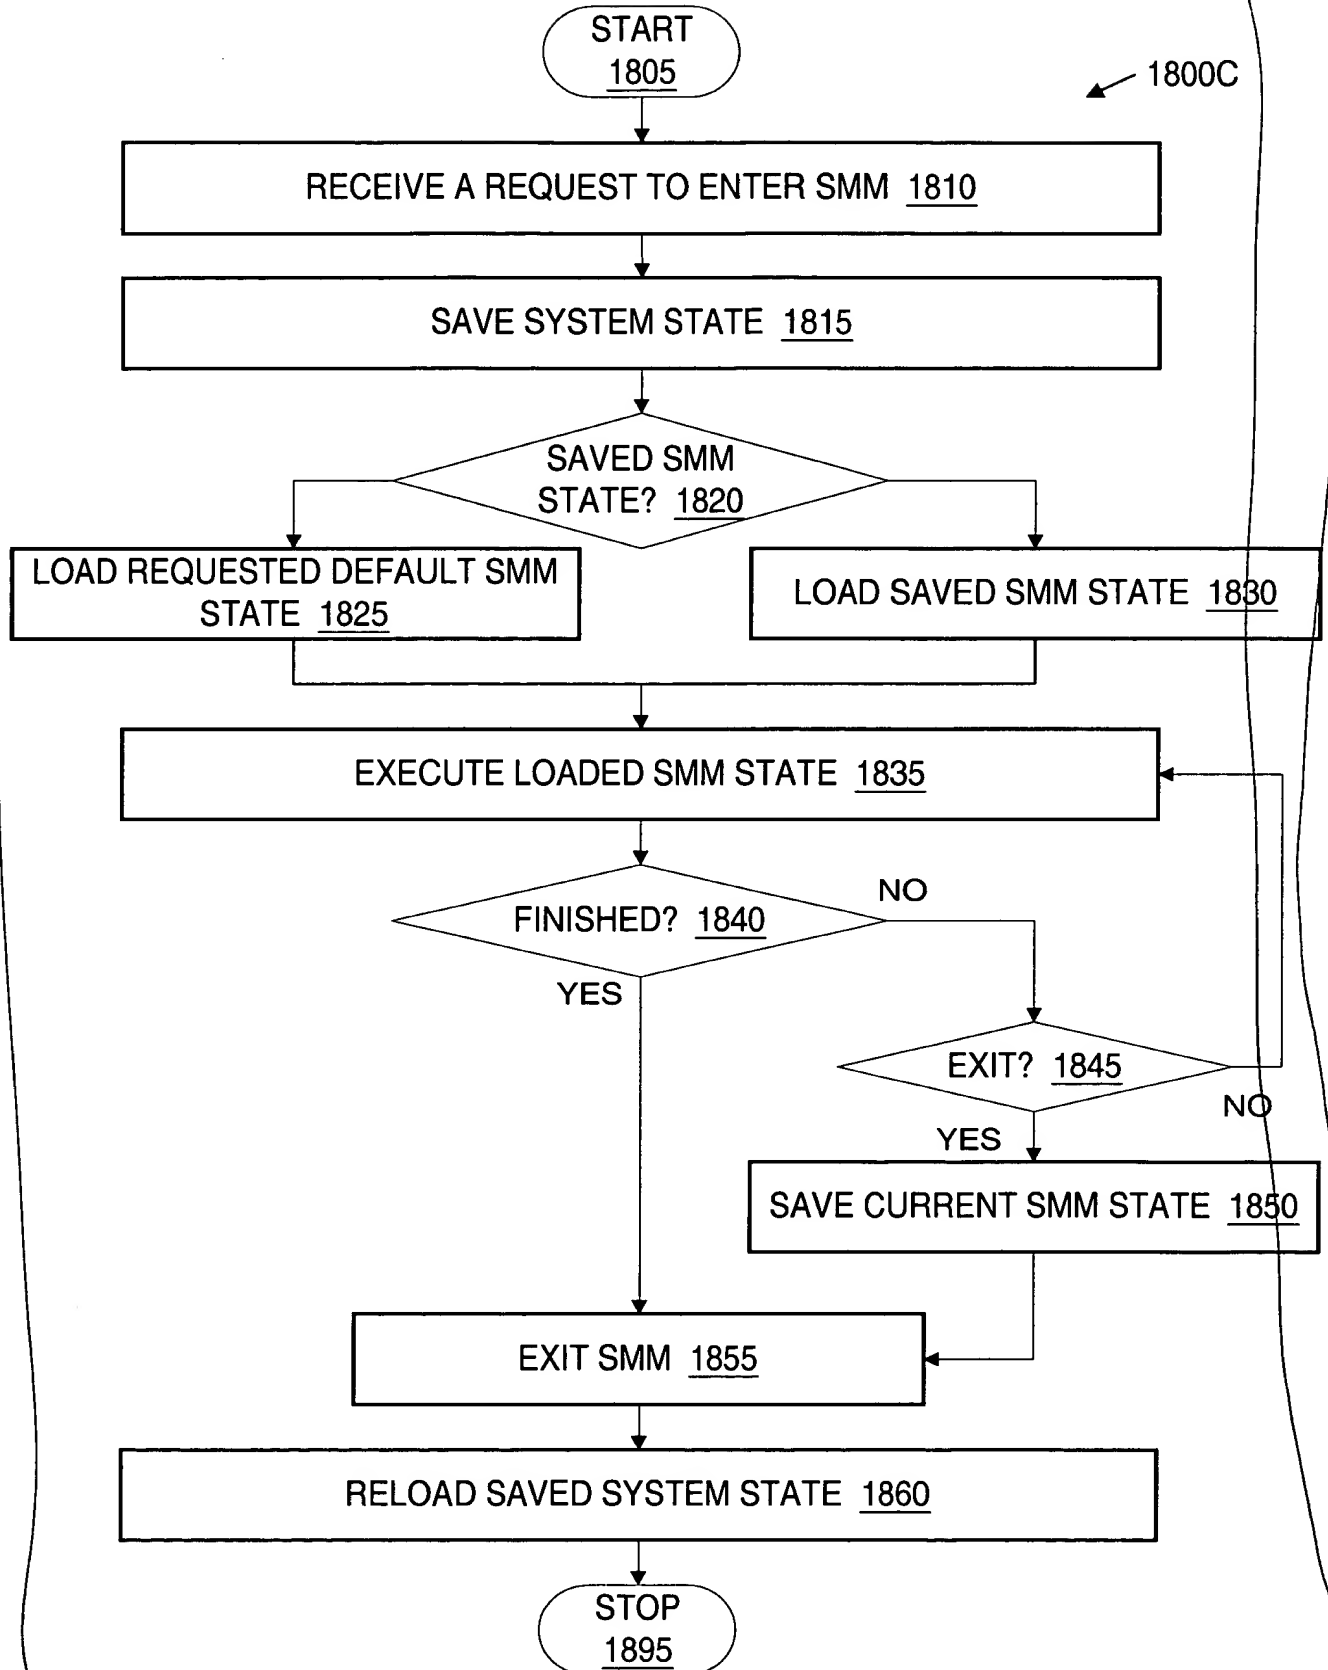 START
1805
1800C
RECEIVE A REQUEST TO ENTER SMM 1810
SAVE SYSTEM STATE 1815
SAVED SMM
STATE? 1820
LOAD REQUESTED DEFAULT SMM
STATE 1825
LOAD SAVED SMM STATE 1830
EXECUTE LOADED SMM STATE 1835
FINISHED? 1840
NO
YES
EXIT? 1845
NO
YES
SAVE CURRENT SMM STATE 1850
EXIT SMM 1855
RELOAD SAVED SYSTEM STATE 1860
STOP
1895